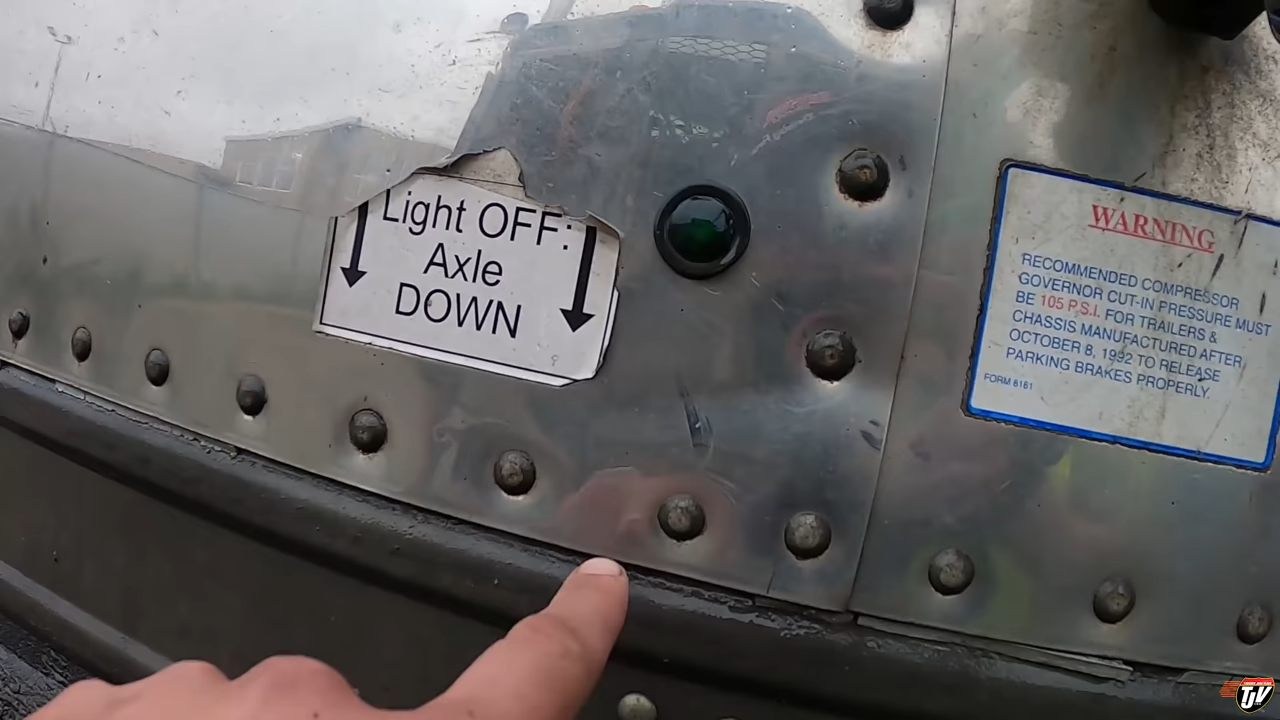 Light OFF:
Axle
DOWN
WARNING
RECOMMENDED COMPRESSOR
GOVERNOR CUT-IN PRESSURE MUST
BE 105 P.S.I. FOR TRAILERS &
CHASSIS MANUFACTURED AFTER
OCTOBER 8, 1992 TO RELEASE
PARKING BRAKES PROPERLY.
FORM 8161
TJV